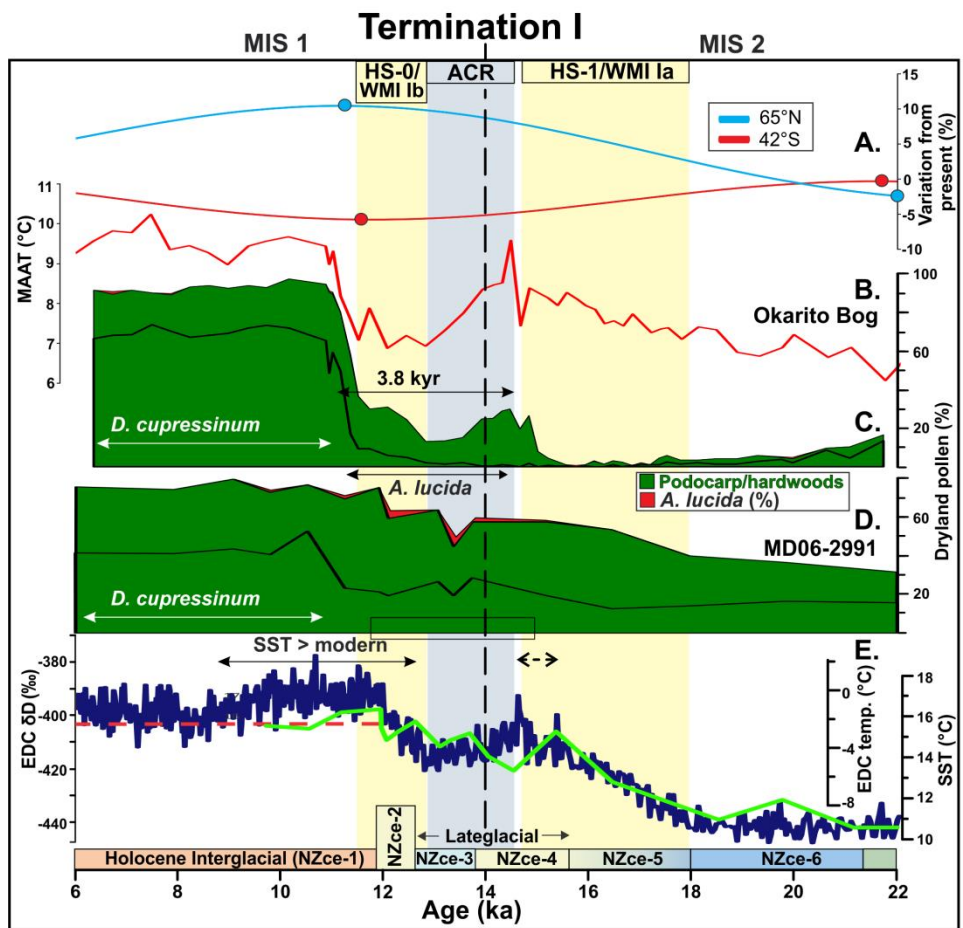 Termination I
MIS 1
MIS 2
HS-0/
WMI Ib
ACR
HS-1/WMI Ia
15
10
5
0
-5
-10
Variation from
present (%)
65°N
42°S
A.
11
10
9
8
7
6
MAAT (°C)
B.
Okarito Bog
100
60
20
3.8 kyr
D. cupressinum
C.
A. lucida
Podocarp/hardwoods
A. lucida (%)
Dryland pollen (%)
D.
MD06-2991
60
20
D. cupressinum
SST > modern
E.
-380
-400
-420
-440
EDC δD (‰)
0
-4
-8
EDC temp. (°C)
18
16
14
12
10
SST (°C)
Lateglacial
Holocene Interglacial (NZce-1)
NZce-2
NZce-3
NZce-4
NZce-5
NZce-6
6
8
10
12
14
16
18
20
22
Age (ka)